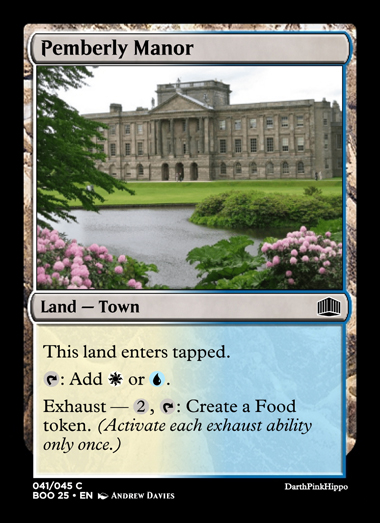 Pemberly Manor
Land — Town
This land enters tapped.
: Add or .
Exhaust — 2, : Create a Food
token. (Activate each exhaust ability
only once.)
041/045 C
BOO 25 • EN Andrew Davies
DarthPinkHippo